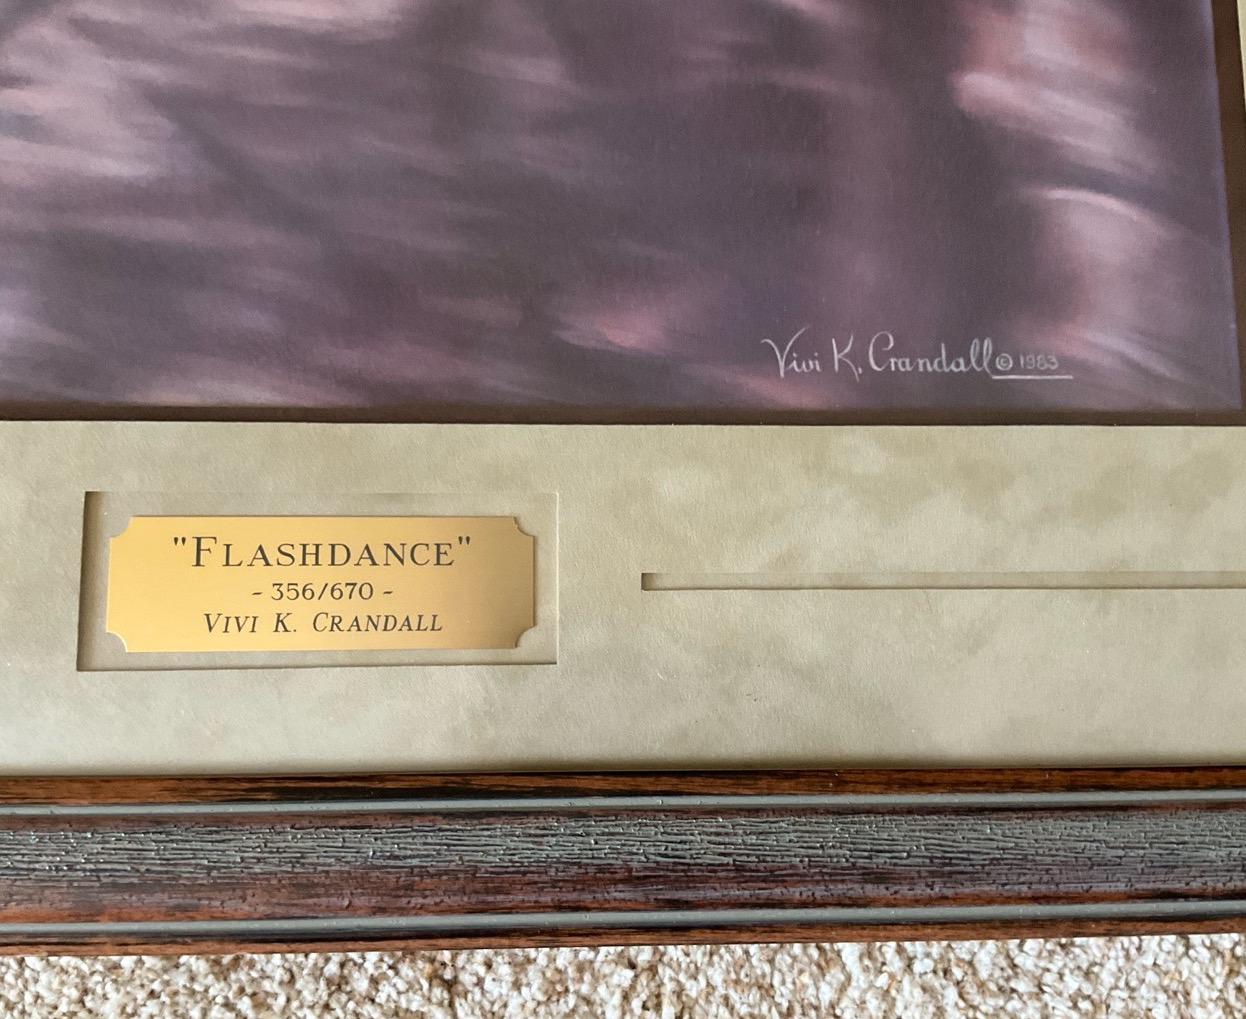 Vivi K. Crandall © 1983
"FLASHDANCE"
- 356/670 -
VIVI K. CRANDALL